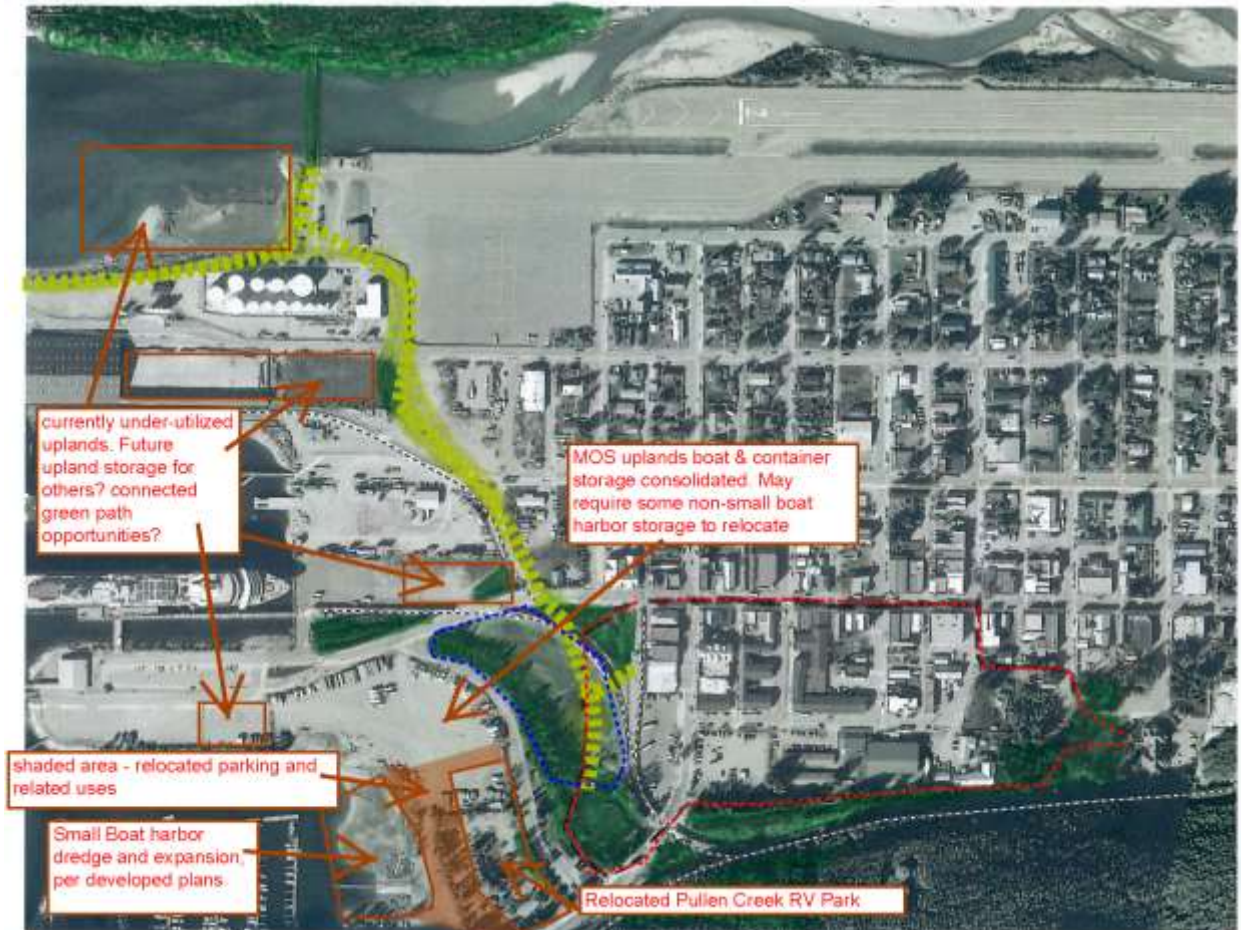 currently under-utilized
uplands. Future
upland storage for
others? connected
green path
opportunities?
MOS uplands boat & container
storage consolidated. May
require some non-small boat
harbor storage to relocate
shaded area - relocated parking and
related uses
Small Boat harbor
dredge and expansion,
per developed plans.
Relocated Pullen Creek RV Park